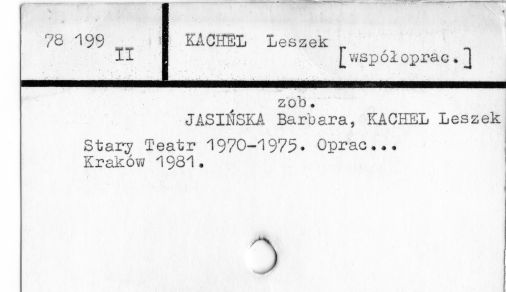 78 199 II
KACHEL Leszek
[współoprac.]
zob.
JASIŃSKA Barbara, KACHEL Leszek
Stary Teatr 1970-1975. Oprac...
Kraków 1981.